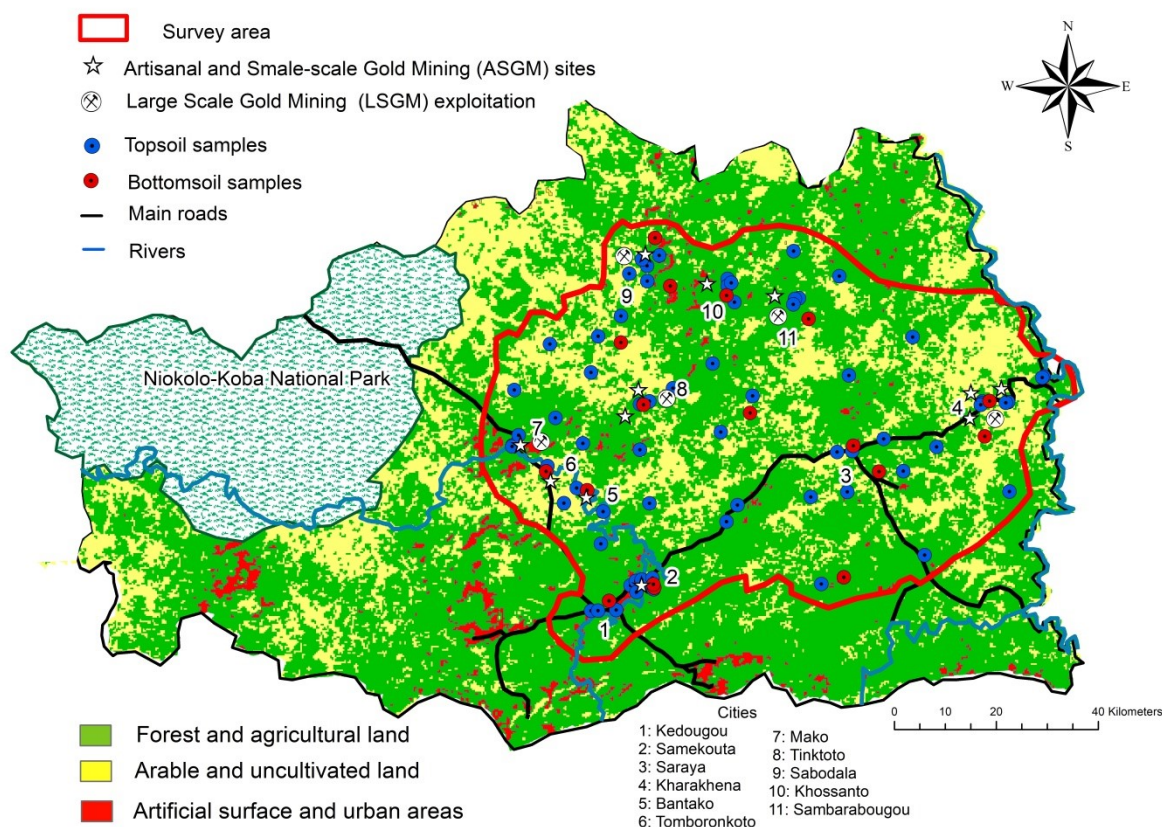 Survey area
Artisanal and Smale-scale Gold Mining (ASGM) sites
Large Scale Gold Mining (LSGM) exploitation
Topsoil samples
Bottomsoil samples
Main roads
Rivers
N
W
E
S
Niokolo-Koba National Park
9
10
11
8
4
7
6
3
5
2
1
Forest and agricultural land
Arable and uncultivated land
Artificial surface and urban areas
Cities
1: Kedougou
2: Samekouta
3: Saraya
4: Kharakhena
5: Bantako
6: Tomboronkoto
7: Mako
8: Tinktoto
9: Sabodala
10: Khossanto
11: Sambarabougou
0 10 20 40 Kilometers